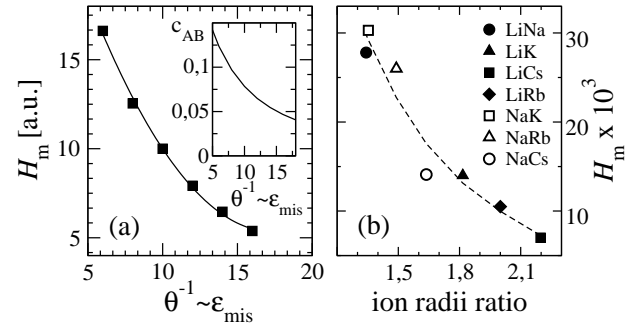 H_m [a.u.]
15
10
5
5
10
15
20
θ^-1~ε_mis
(a)
c_AB
0,1
0,05
0
5
10
15
θ^-1~ε_mis
(b)
1,5
1,8
2,1
ion radii ratio
30
20
10
H_m x 10^3
LiNa
LiK
LiCs
LiRb
NaK
NaRb
NaCs